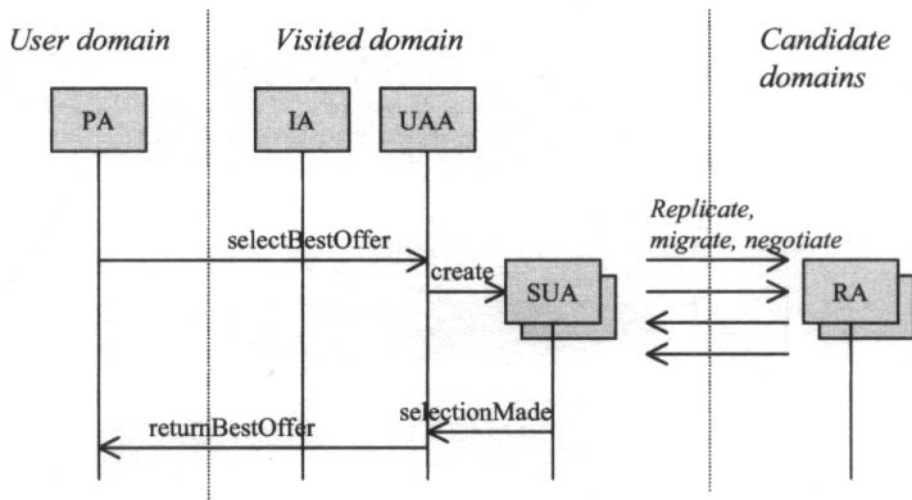 User domain
Visited domain
Candidate
domains
PA
IA
UAA
Replicate,
migrate, negotiate
selectBestOffer
create
SUA
RA
selectionMade
returnBestOffer